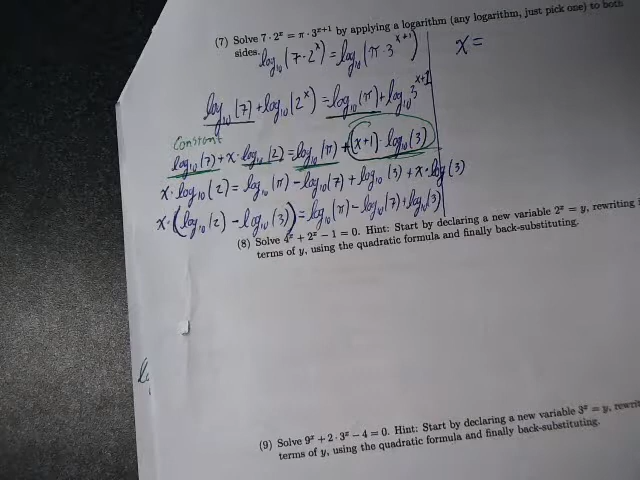 (7) Solve 7 · 2^x = π · 3^{x+1} by applying a logarithm (any logarithm, just pick one) to both
sides. log₁₀(7·2^x) = log₁₀(π·3^{x+1})
x =
log₁₀(7) + log₁₀(2^x) = log₁₀(π) + log₁₀ 3^{x+1}
Constant
log₁₀(7) + x·log₁₀(2) = log₁₀(π) + (x+1)·log₁₀(3)
x·log₁₀(2) = log₁₀(π) − log₁₀(7) + log₁₀(3) + x·log(3)
x·(log₁₀(2) − log₁₀(3)) = log₁₀(π) − log₁₀(7) + log₁₀(3)
(8) Solve 4^x + 2^x − 1 = 0. Hint: Start by declaring a new variable 2^x = y, rewriting
terms of y, using the quadratic formula and finally back-substituting.
(9) Solve 9^x + 2 · 3^x − 4 = 0. Hint: Start by declaring a new variable 3^x = y,
terms of y, using the quadratic formula and finally back-substituting.